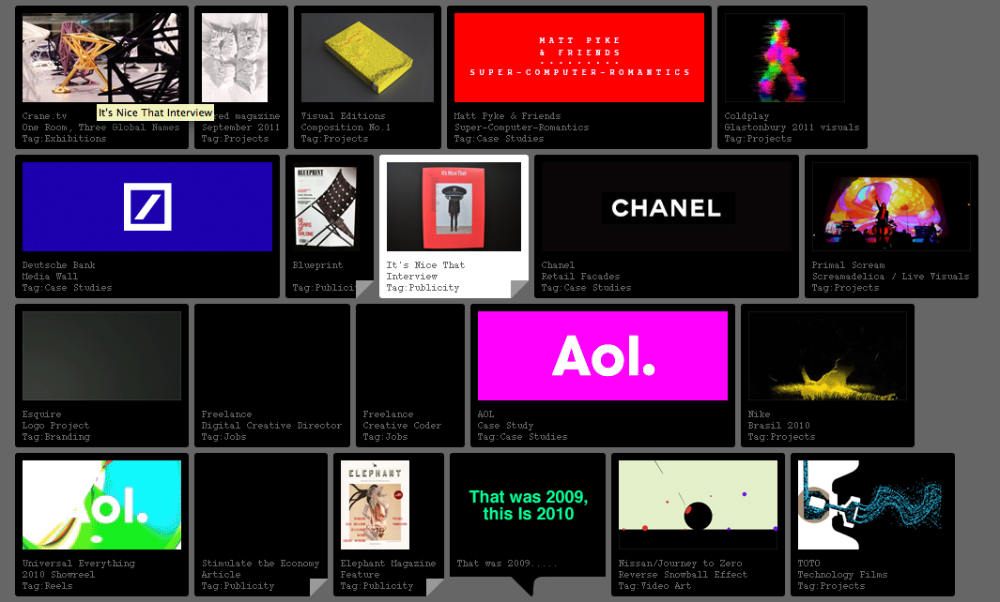 MATT PYKE
& FRIENDS
SUPER-COMPUTER-ROMANTICS
Crane.tv
One Room, Three Global Names
Tag:Exhibitions
It's Nice That Interview
magazine
September 2011
Tag:Projects
Visual Editions
Composition No.1
Tag:Projects
Matt Pyke & Friends
Super-Computer-Romantics
Tag:Case Studies
Coldplay
Glastonbury 2011 visuals
Tag:Projects
BLUEPRINT
It's Nice That
CHANEL
Deutsche Bank
Media Wall
Tag:Case Studies
Blueprint
Tag:Publicit
It's Nice That
Interview
Tag:Publicity
Chanel
Retail Facades
Tag:Case Studies
Primal Scream
Screamadelica / Live Visuals
Tag:Projects
Aol.
Esquire
Logo Project
Tag:Branding
Freelance
Digital Creative Director
Tag:Jobs
Freelance
Creative Coder
Tag:Jobs
AOL
Case Study
Tag:Case Studies
Nike
Brasil 2010
Tag:Projects
Aol.
ELEPHANT
That was 2009,
this Is 2010
Universal Everything
2010 Showreel
Tag:Reels
Stimulate the Economy
Article
Tag:Publicity
Elephant Magazine
Feature
Tag:Publicity
That was 2009.....
Nissan/Journey to Zero
Reverse Snowball Effect
Tag:Video Art
TOTO
Technology Films
Tag:Projects